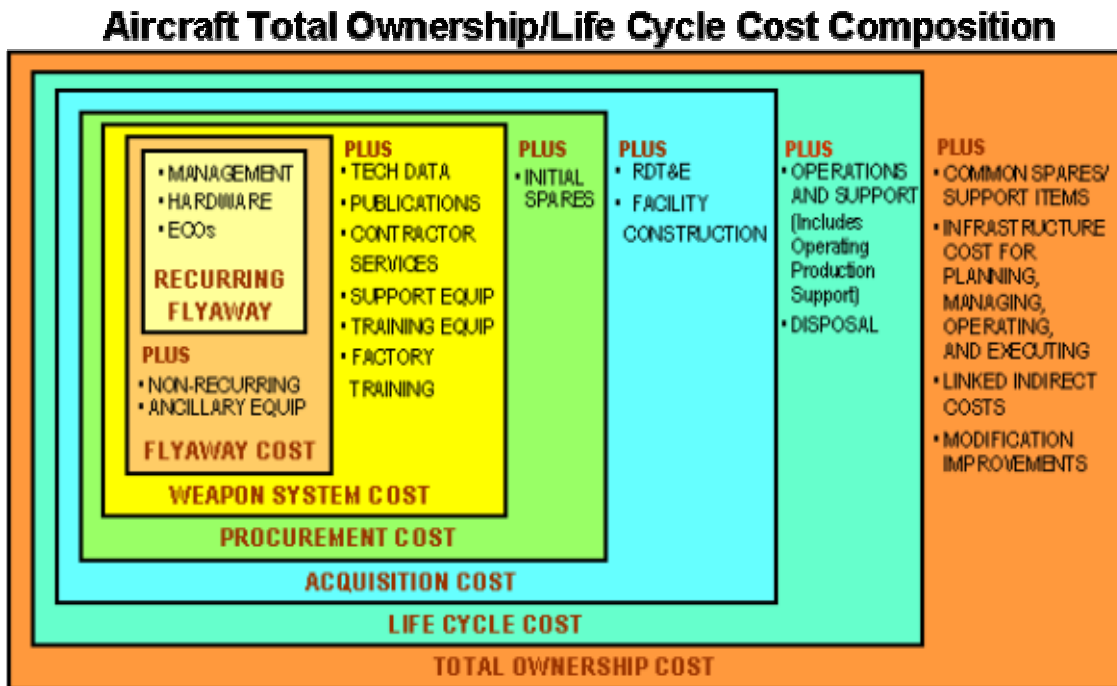 Aircraft Total Ownership/Life Cycle Cost Composition
• MANAGEMENT
• HARDWARE
• ECOs
RECURRING
FLYAWAY
PLUS
• NON-RECURRING
• ANCILLARY EQUIP
FLYAWAY COST
PLUS
• TECH DATA
• PUBLICATIONS
• CONTRACTOR
SERVICES
• SUPPORT EQUIP
• TRAINING EQUIP
• FACTORY
TRAINING
WEAPON SYSTEM COST
PLUS
• INITIAL
SPARES
PROCUREMENT COST
PLUS
• RDT&E
• FACILITY
CONSTRUCTION
ACQUISITION COST
PLUS
• OPERATIONS
AND SUPPORT
(Includes
Operating
Production
Support)
• DISPOSAL
LIFE CYCLE COST
PLUS
• COMMON SPARES/
SUPPORT ITEMS
• INFRASTRUCTURE
COST FOR
PLANNING,
MANAGING,
OPERATING,
AND EXECUTING
• LINKED INDIRECT
COSTS
• MODIFICATION
IMPROVEMENTS
TOTAL OWNERSHIP COST